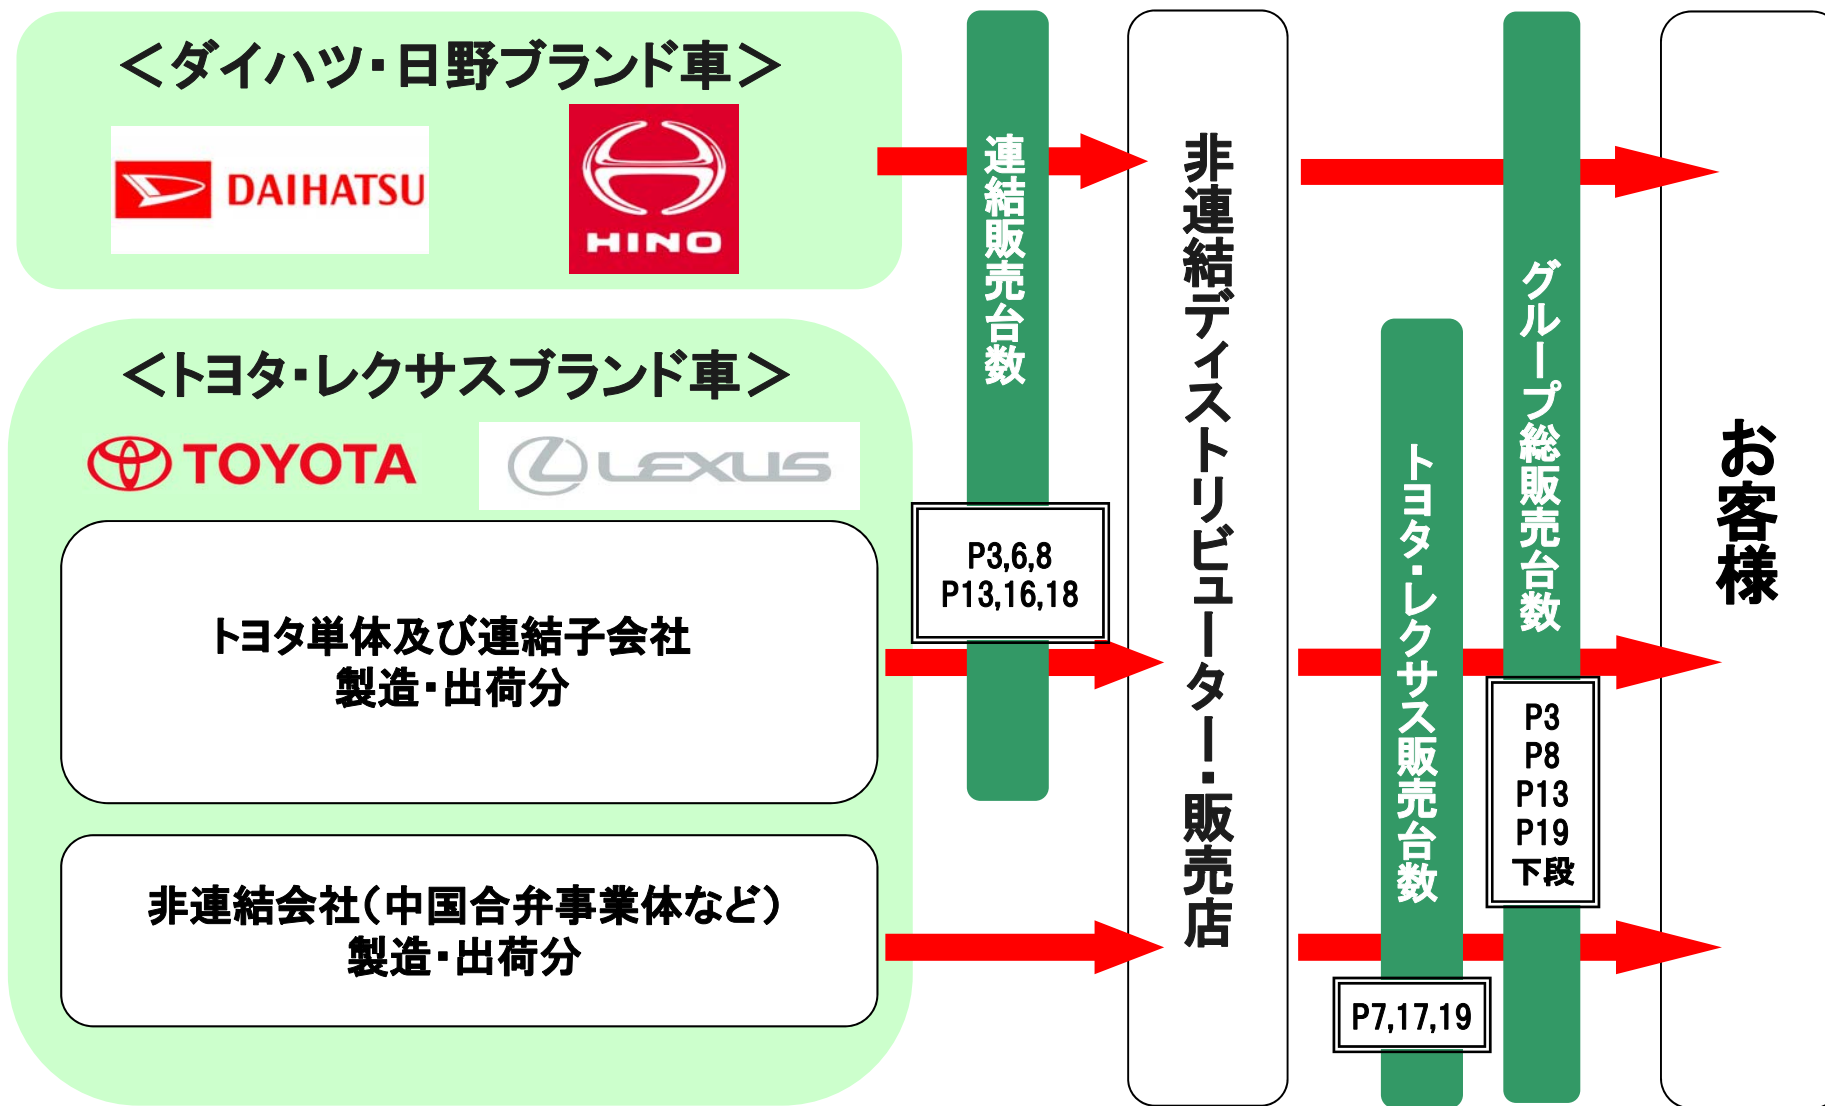 ＜ダイハツ・日野ブランド車＞
DAIHATSU
HINO
＜トヨタ・レクサスブランド車＞
TOYOTA
LEXUS
トヨタ単体及び連結子会社
製造・出荷分
非連結会社（中国合弁事業体など）
製造・出荷分
連結販売台数
P3,6,8
P13,16,18
非連結ディストリビューター・販売店
トヨタ・レクサス販売台数
P7,17,19
グループ総販売台数
P3
P8
P13
P19
下段
お客様